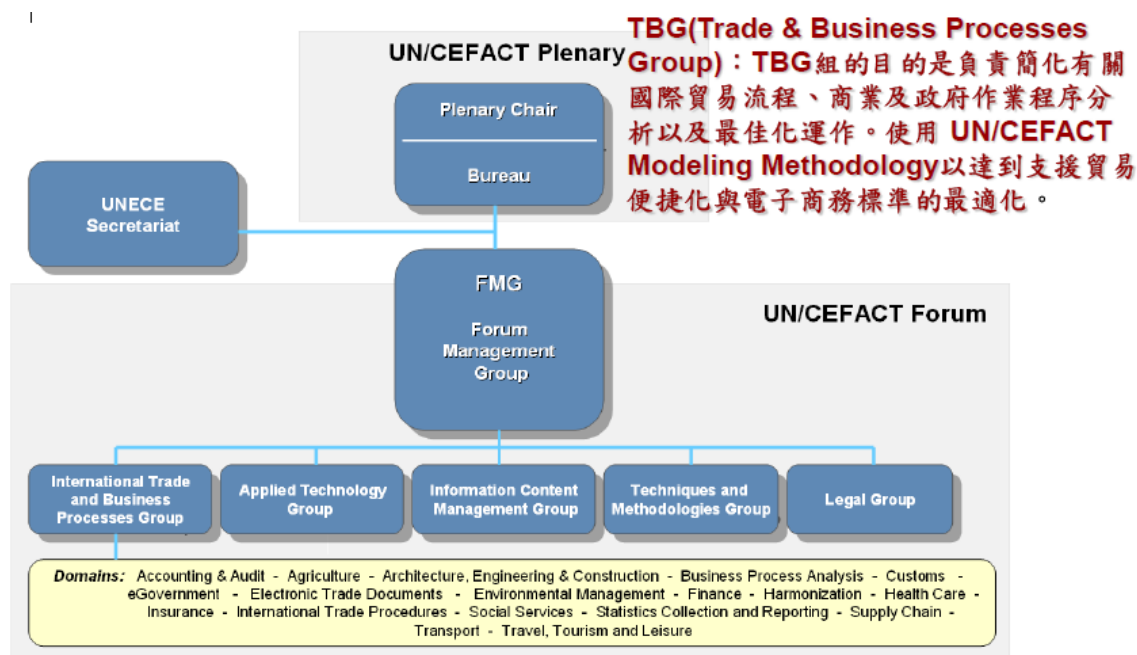 UN/CEFACT Plenary
Plenary Chair
Bureau
TBG(Trade & Business Processes
Group)：TBG組的目的是負責簡化有關
國際貿易流程、商業及政府作業程序分
析以及最佳化運作。使用 UN/CEFACT
Modeling Methodology以達到支援貿易
便捷化與電子商務標準的最適化。
UNECE
Secretariat
FMG
Forum
Management
Group
UN/CEFACT Forum
International Trade
and Business
Processes Group
Applied Technology
Group
Information Content
Management Group
Techniques and
Methodologies Group
Legal Group
Domains: Accounting & Audit - Agriculture - Architecture, Engineering & Construction - Business Process Analysis - Customs -
eGovernment - Electronic Trade Documents - Environmental Management - Finance - Harmonization - Health Care -
Insurance - International Trade Procedures - Social Services - Statistics Collection and Reporting - Supply Chain -
Transport - Travel, Tourism and Leisure